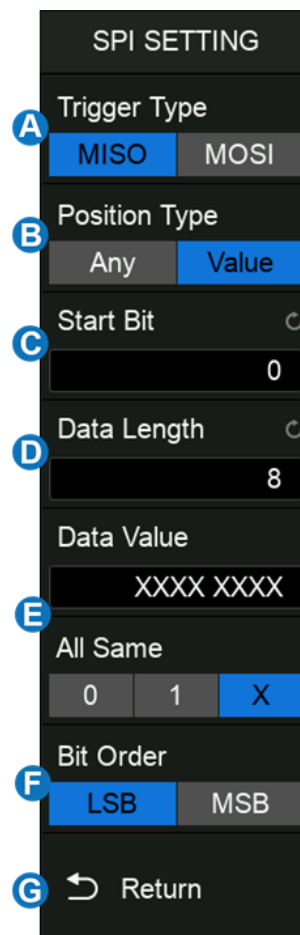 SPI SETTING
Trigger Type
A
MISO MOSI
Position Type
B
Any Value
Start Bit
C
0
Data Length
D
8
Data Value
XXXX XXXX
E
All Same
0 1 X
Bit Order
F
LSB MSB
G Return